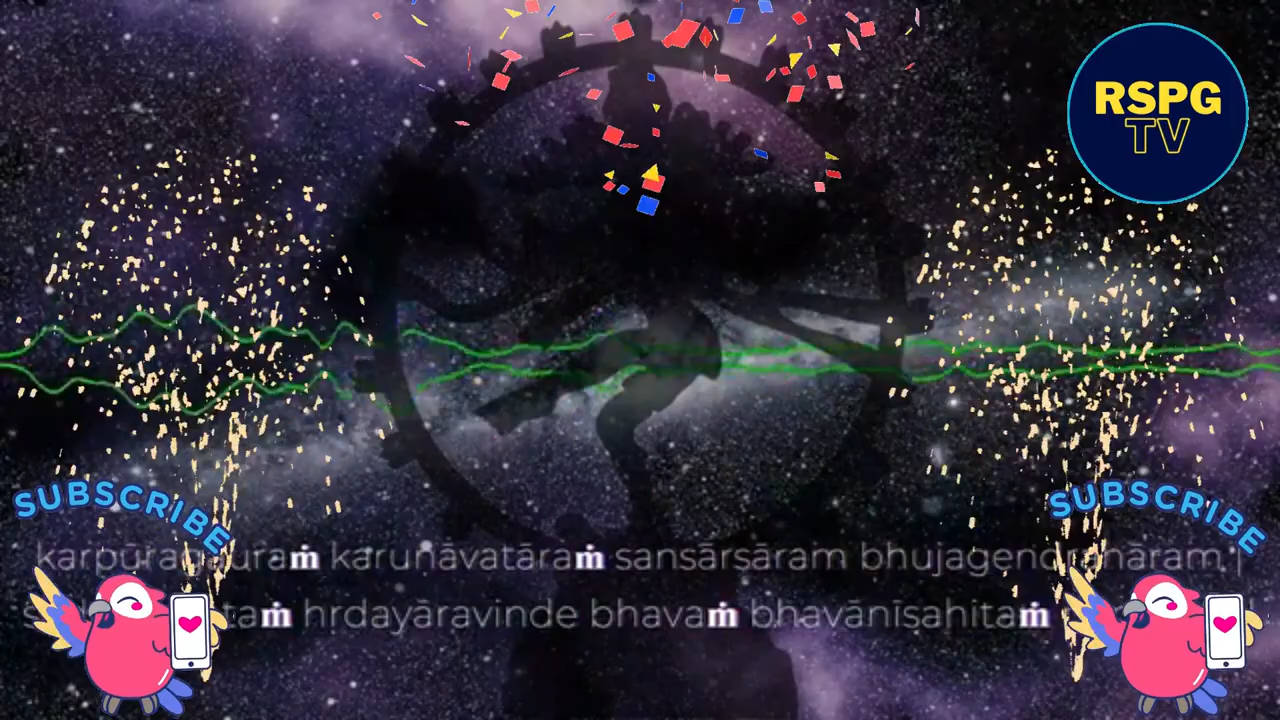 RSPG
TV
SUBSCRIBE
SUBSCRIBE
karunāvatāraṁ sansārsāram
hrdayāravinde bhavaṁ bhavānīsahitaṁ